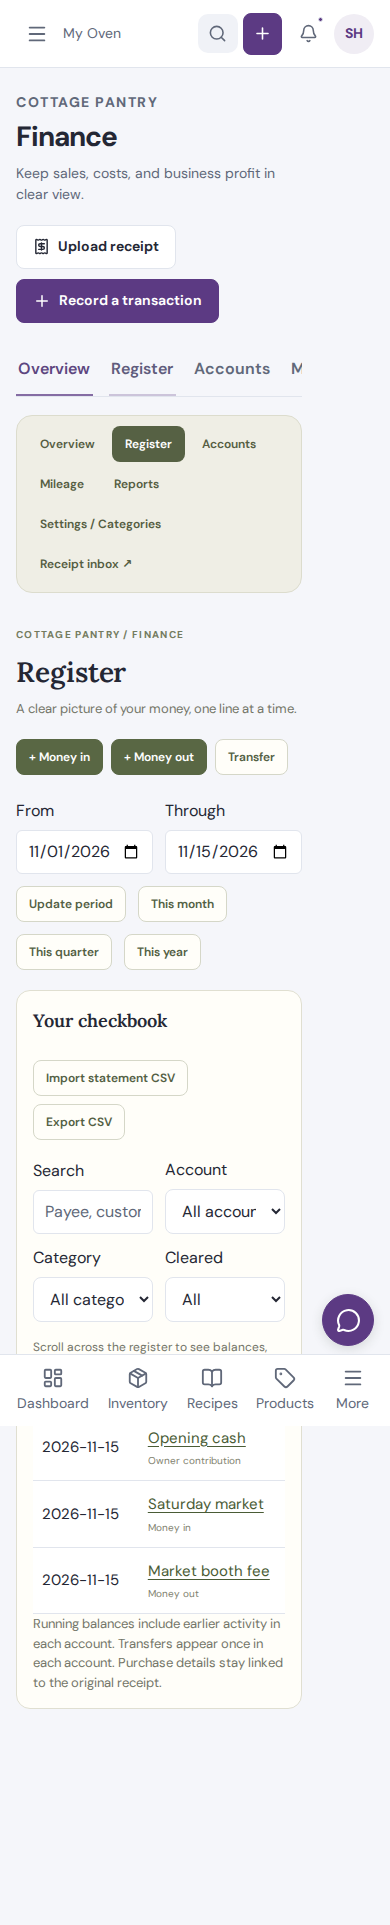 My Oven
SH
COTTAGE PANTRY
Finance
Keep sales, costs, and business profit in
clear view.
Upload receipt
Record a transaction
Overview Register Accounts M
Overview Register Accounts
Mileage Reports
Settings / Categories
Receipt inbox ↗
COTTAGE PANTRY / FINANCE
Register
A clear picture of your money, one line at a time.
+ Money in + Money out Transfer
From Through
11/01/2026 11/15/2026
Update period This month
This quarter This year
Your checkbook
Import statement CSV
Export CSV
Search Account
Payee, custor All accour
Category Cleared
All catego All
Scroll across the register to see balances,
Dashboard Inventory Recipes Products More
2026-11-15 Opening cash
Owner contribution
2026-11-15 Saturday market
Money in
2026-11-15 Market booth fee
Money out
Running balances include earlier activity in
each account. Transfers appear once in
each account. Purchase details stay linked
to the original receipt.